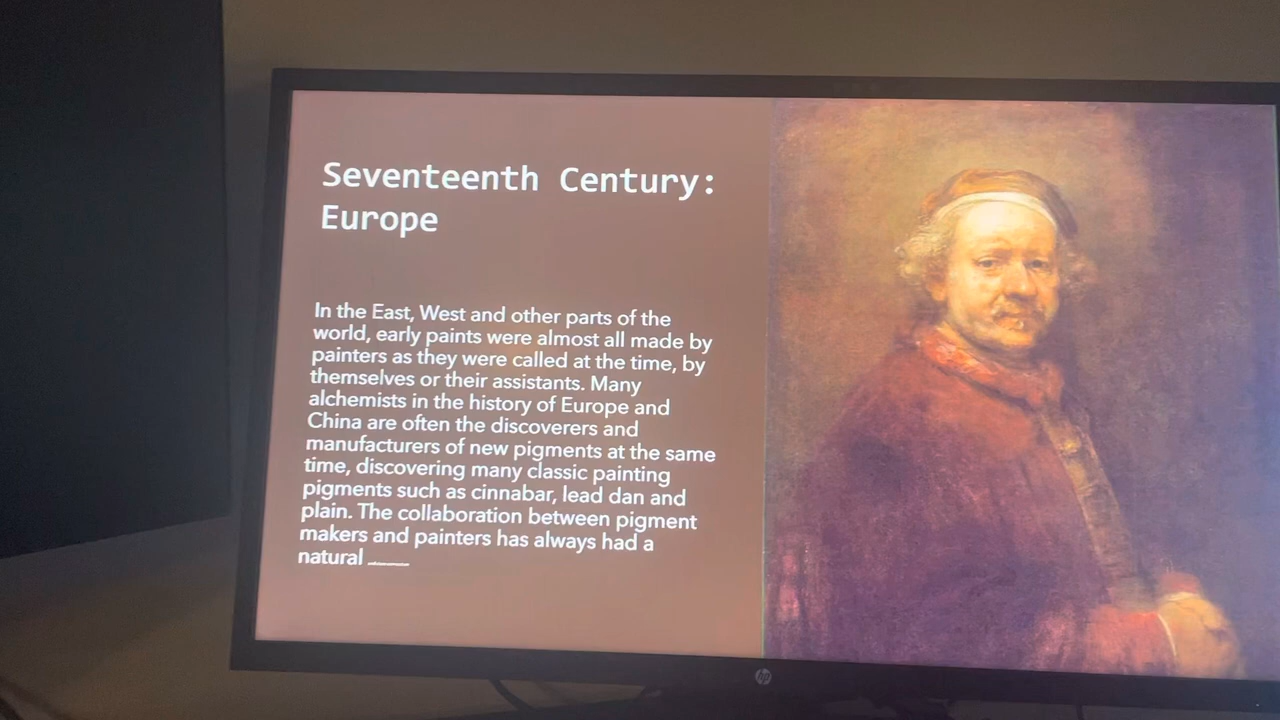 Seventeenth Century:
Europe
In the East, West and other parts of the
world, early paints were almost all made by
painters as they were called at the time, by
themselves or their assistants. Many
alchemists in the history of Europe and
China are often the discoverers and
manufacturers of new pigments at the same
time, discovering many classic painting
pigments such as cinnabar, lead dan and
plain. The collaboration between pigment
makers and painters has always had a
natural
hp